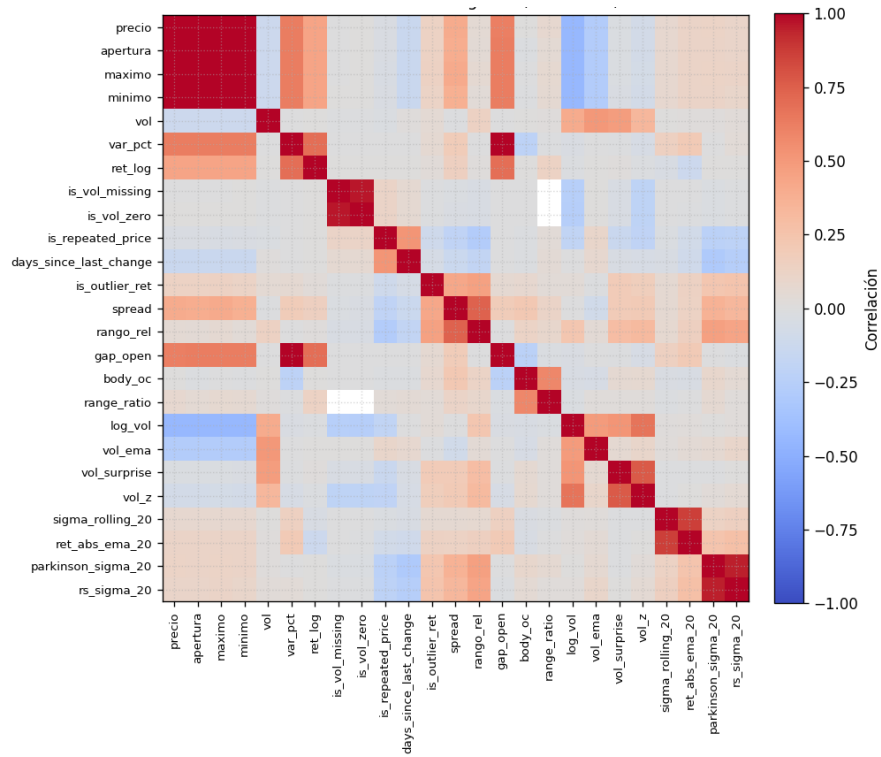 precio
apertura
maximo
minimo
vol
var_pct
ret_log
is_vol_missing
is_vol_zero
is_repeated_price
days_since_last_change
is_outlier_ret
spread
rango_rel
gap_open
body_oc
range_ratio
log_vol
vol_ema
vol_surprise
vol_z
sigma_rolling_20
ret_abs_ema_20
parkinson_sigma_20
rs_sigma_20
precio
apertura
maximo
minimo
vol
var_pct
ret_log
is_vol_missing
is_vol_zero
is_repeated_price
days_since_last_change
is_outlier_ret
spread
rango_rel
gap_open
body_oc
range_ratio
log_vol
vol_ema
vol_surprise
vol_z
sigma_rolling_20
ret_abs_ema_20
parkinson_sigma_20
rs_sigma_20
1.00
0.75
0.50
0.25
0.00
−0.25
−0.50
−0.75
−1.00
Correlación